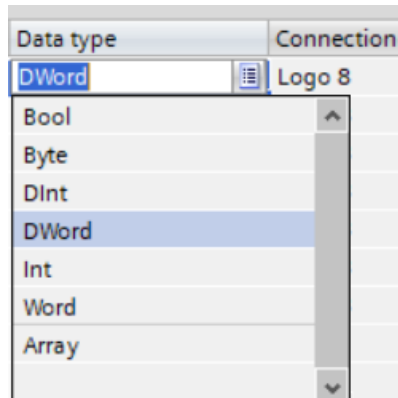 Data type Connection
DWord Logo 8
Bool
Byte
DInt
DWord
Int
Word
Array